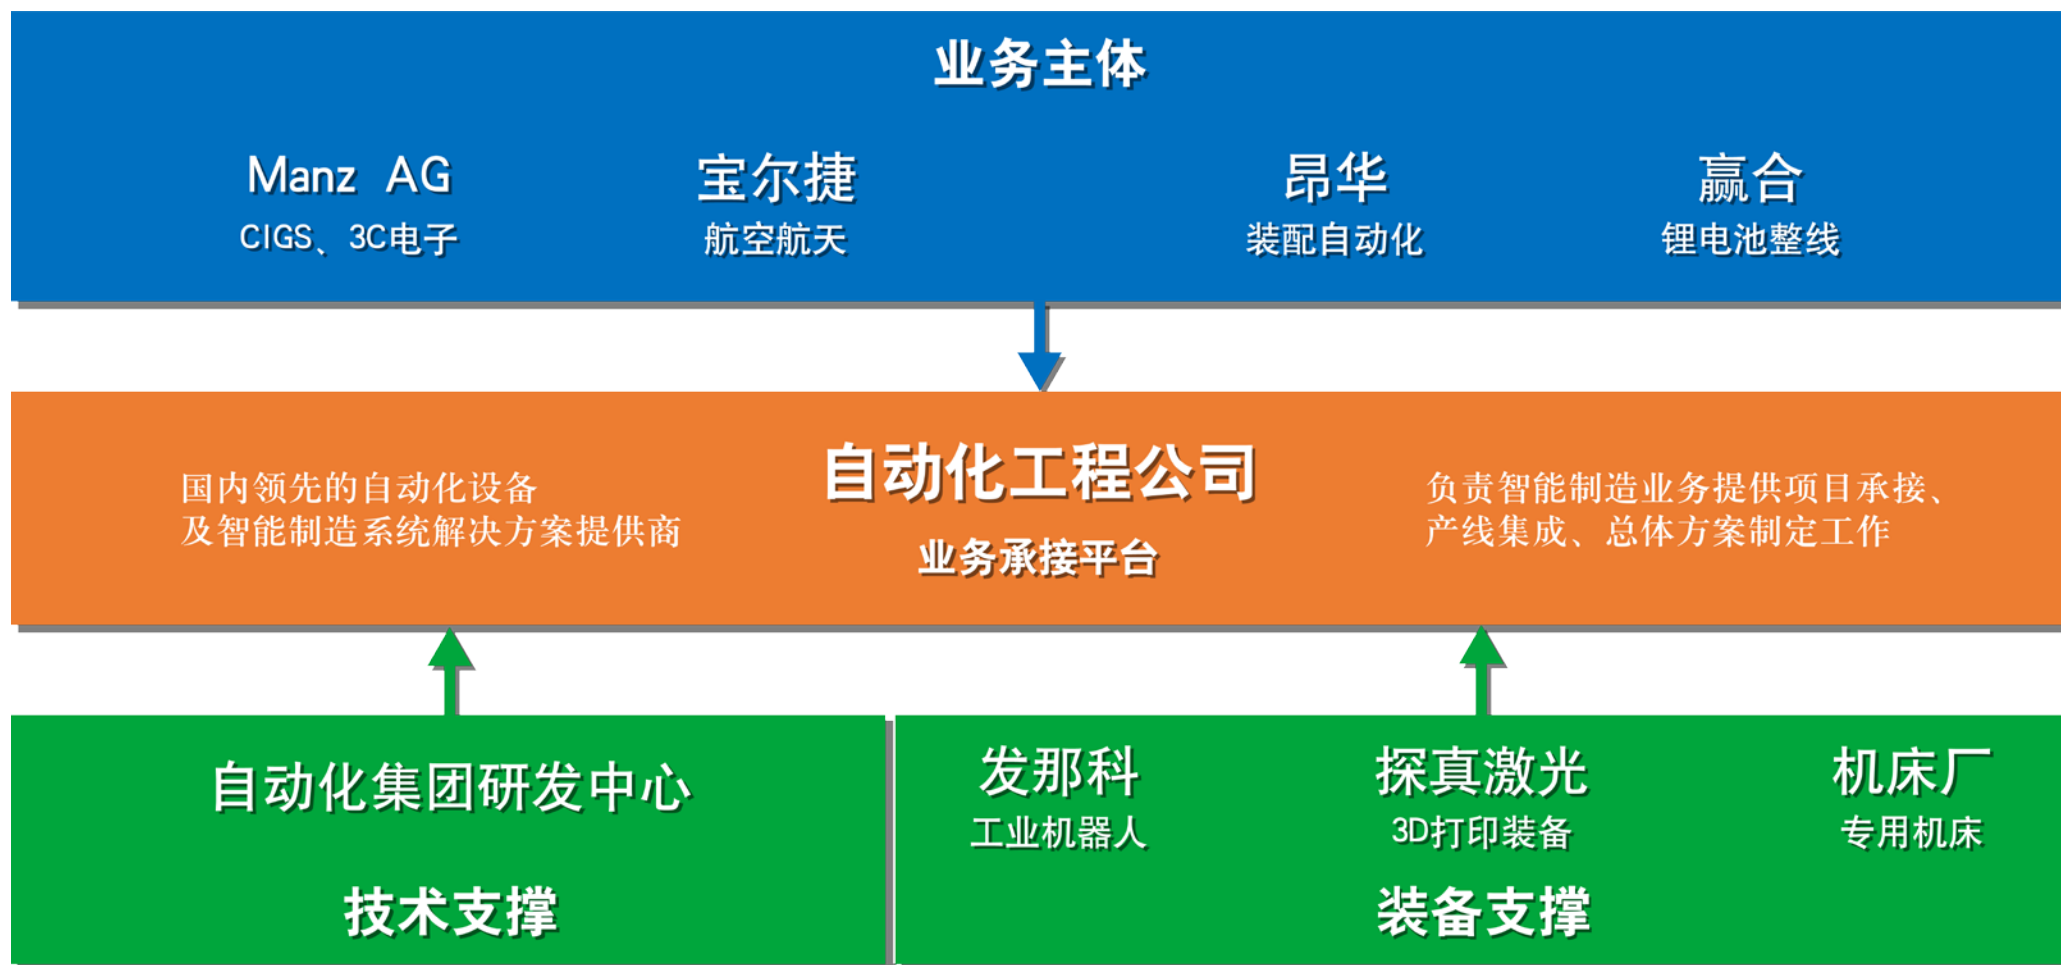 业务主体
Manz AG
CIGS、3C电子
宝尔捷
航空航天
昂华
装配自动化
赢合
锂电池整线
国内领先的自动化设备
及智能制造系统解决方案提供商
自动化工程公司
业务承接平台
负责智能制造业务提供项目承接、
产线集成、总体方案制定工作
自动化集团研发中心
技术支撑
发那科
工业机器人
探真激光
3D打印装备
机床厂
专用机床
装备支撑